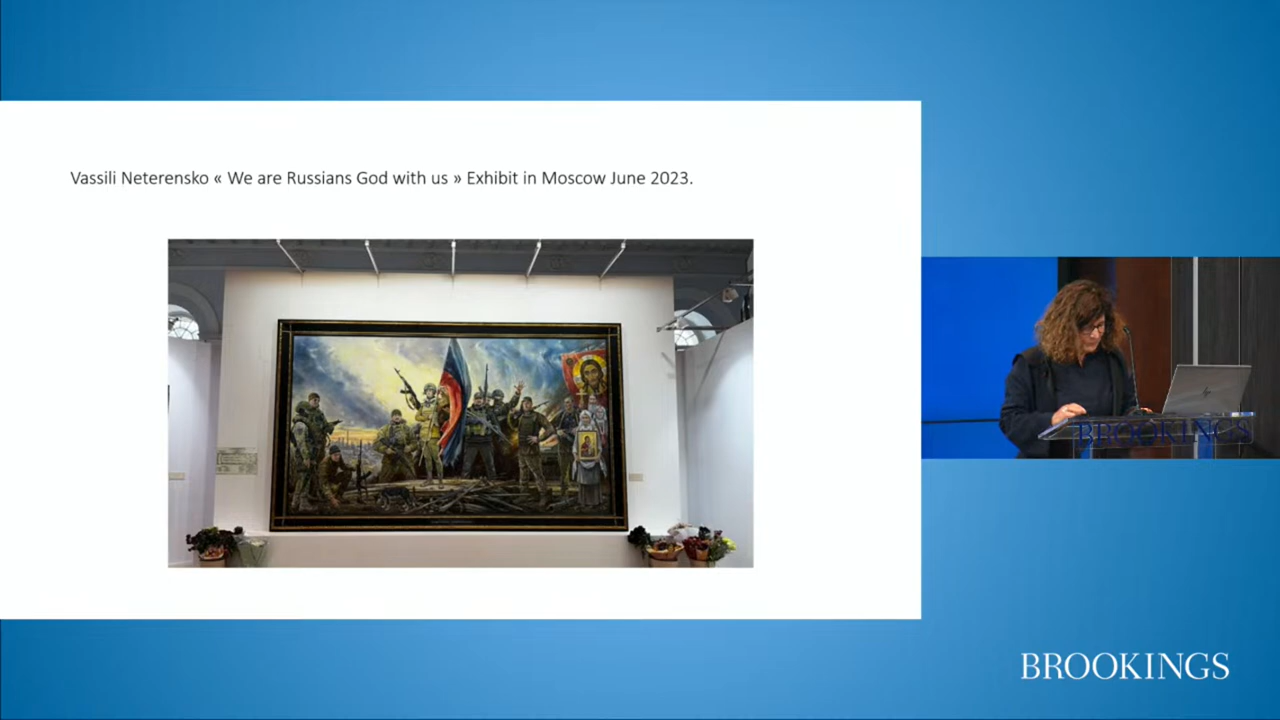 Vassili Neterensko « We are Russians God with us » Exhibit in Moscow June 2023.
BROOKINGS
BROOKINGS